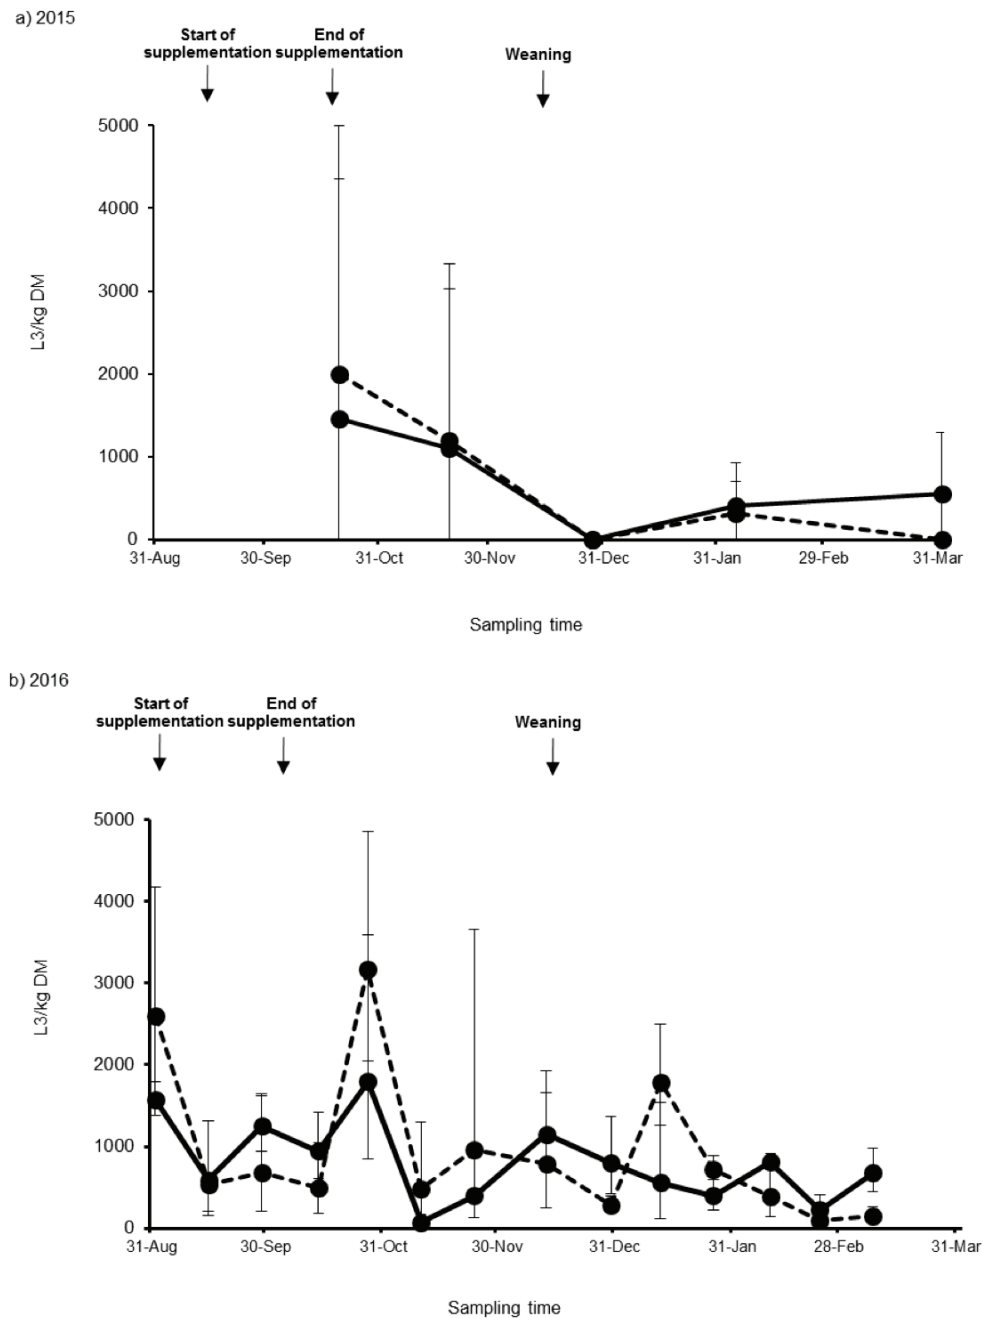 a) 2015
Start of
supplementation
End of
supplementation
Weaning
5000
4000
3000
2000
1000
0
L3/kg DM
31-Aug
30-Sep
31-Oct
30-Nov
31-Dec
31-Jan
29-Feb
31-Mar
Sampling time
b) 2016
Start of
supplementation
End of
supplementation
Weaning
5000
4000
3000
2000
1000
0
L3/kg DM
31-Aug
30-Sep
31-Oct
30-Nov
31-Dec
31-Jan
28-Feb
31-Mar
Sampling time